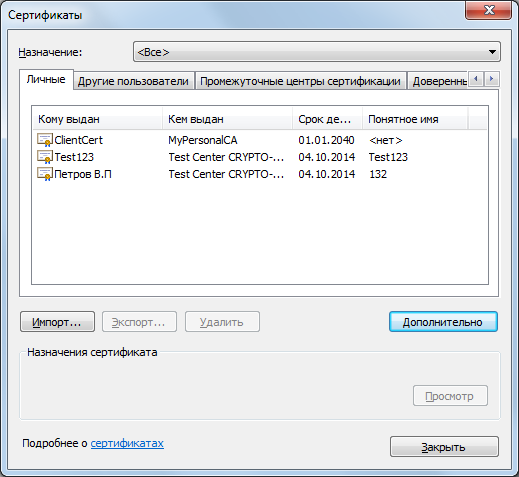 Сертификаты
Назначение: <Все>
Личные Другие пользователи Промежуточные центры сертификации Доверенны
Кому выдан Кем выдан Срок де... Понятное имя
ClientCert MyPersonalCA 01.01.2040 <нет>
Test123 Test Center CRYPTO-... 04.10.2014 Test123
Петров В.П Test Center CRYPTO-... 04.10.2014 132
Импорт... Экспорт... Удалить Дополнительно
Назначения сертификата
Просмотр
Подробнее о сертификатах
Закрыть